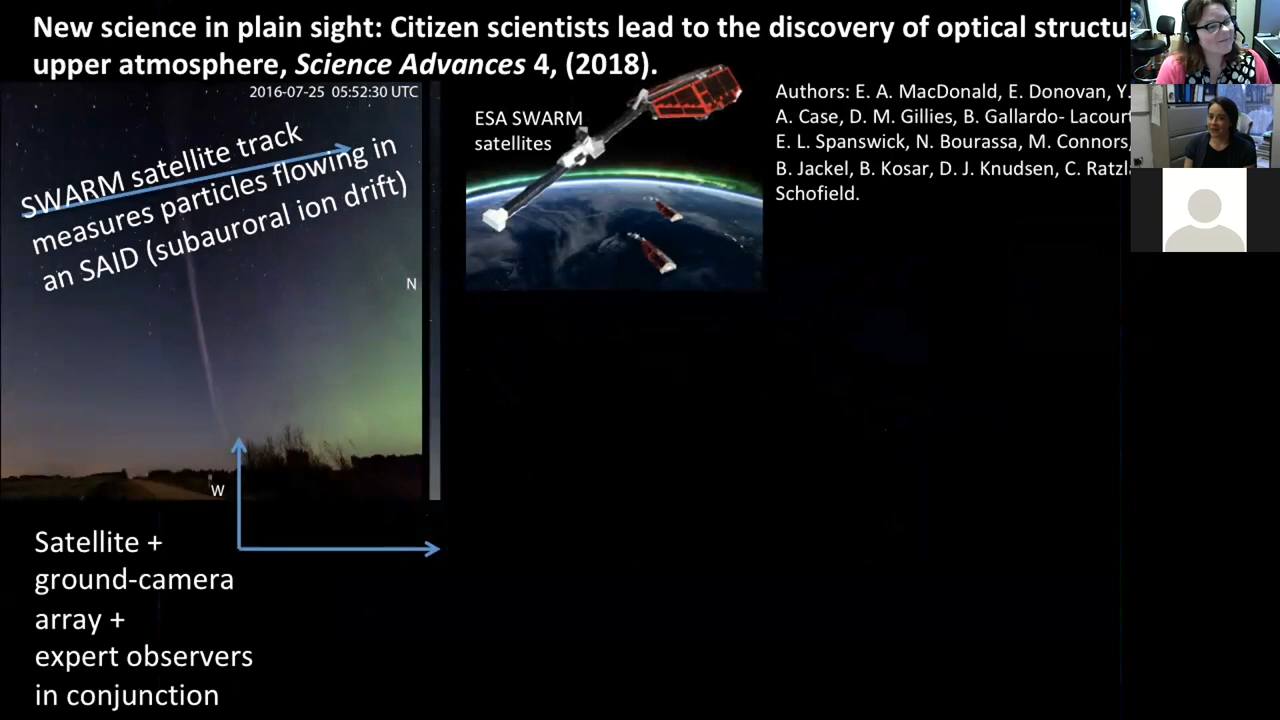 New science in plain sight: Citizen scientists lead to the discovery of optical structu
upper atmosphere, Science Advances 4, (2018).
2016-07-25 05:52:30 UTC
SWARM satellite track
measures particles flowing in
an SAID (subauroral ion drift)
N
W
ESA SWARM
satellites
Authors: E. A. MacDonald, E. Donovan, Y.
A. Case, D. M. Gillies, B. Gallardo- Lacourt
E. L. Spanswick, N. Bourassa, M. Connors,
B. Jackel, B. Kosar, D. J. Knudsen, C. Ratzl
Schofield.
Satellite +
ground-camera
array +
expert observers
in conjunction